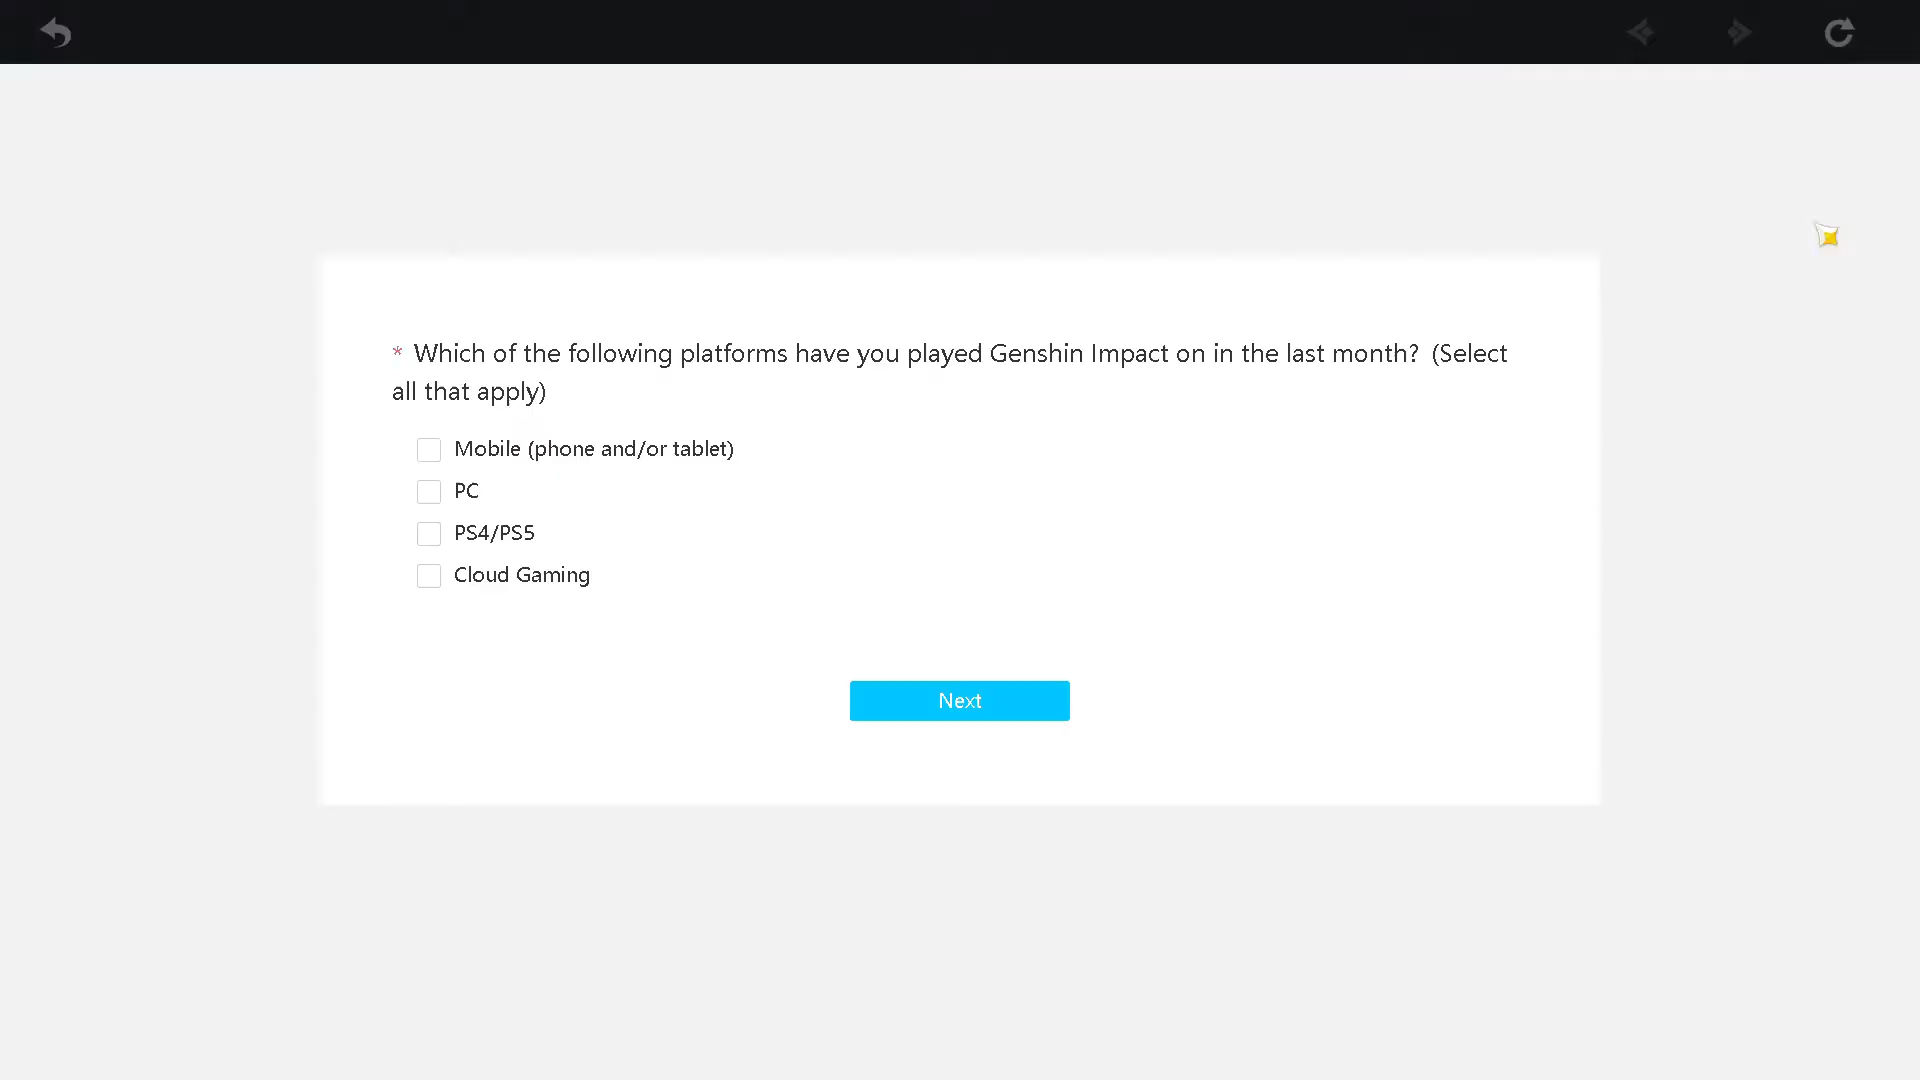 * Which of the following platforms have you played Genshin Impact on in the last month? (Select
all that apply)
Mobile (phone and/or tablet)
PC
PS4/PS5
Cloud Gaming
Next